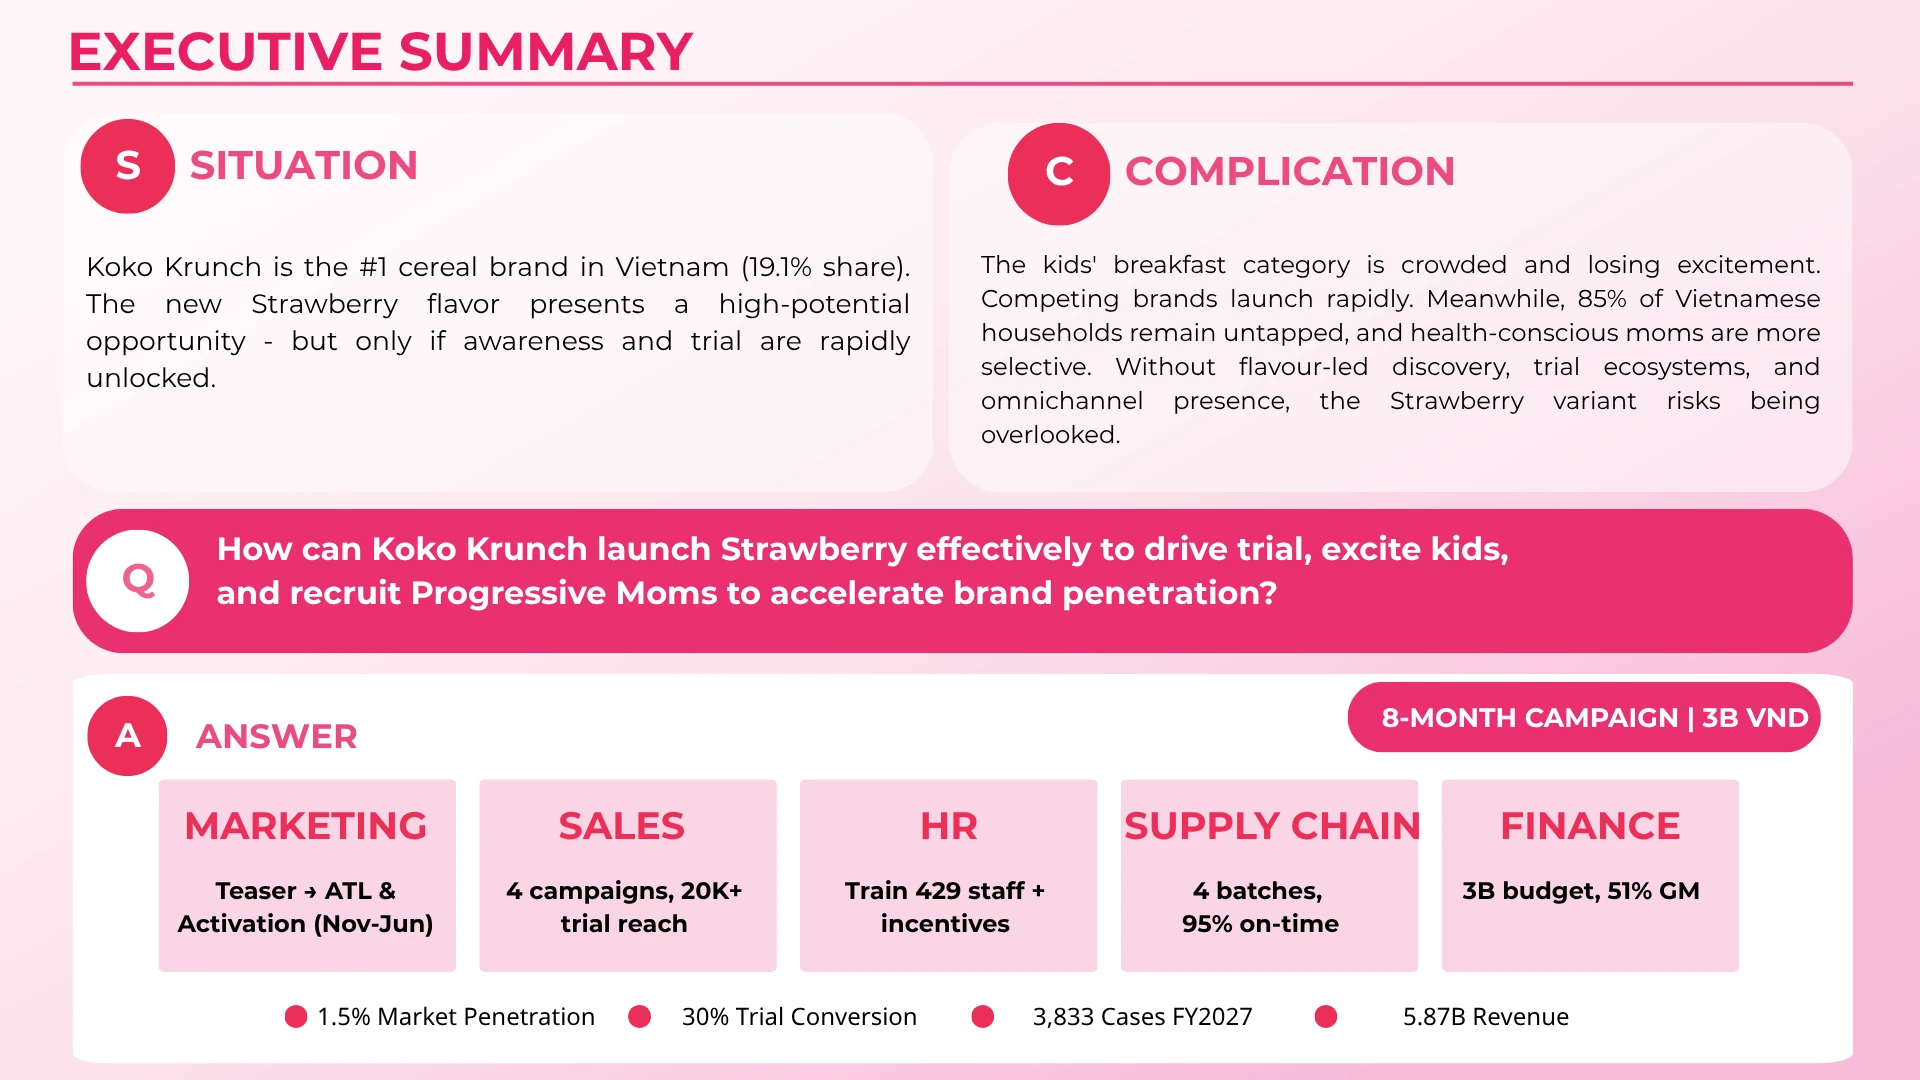 EXECUTIVE SUMMARY
S
SITUATION
Koko Krunch is the #1 cereal brand in Vietnam (19.1% share).
The new Strawberry flavor presents a high-potential
opportunity - but only if awareness and trial are rapidly
unlocked.
C
COMPLICATION
The kids' breakfast category is crowded and losing excitement.
Competing brands launch rapidly. Meanwhile, 85% of Vietnamese
households remain untapped, and health-conscious moms are more
selective. Without flavour-led discovery, trial ecosystems, and
omnichannel presence, the Strawberry variant risks being
overlooked.
Q
How can Koko Krunch launch Strawberry effectively to drive trial, excite kids,
and recruit Progressive Moms to accelerate brand penetration?
A
ANSWER
8-MONTH CAMPAIGN | 3B VND
MARKETING
Teaser → ATL &
Activation (Nov-Jun)
SALES
4 campaigns, 20K+
trial reach
HR
Train 429 staff +
incentives
SUPPLY CHAIN
4 batches,
95% on-time
FINANCE
3B budget, 51% GM
1.5% Market Penetration
30% Trial Conversion
3,833 Cases FY2027
5.87B Revenue